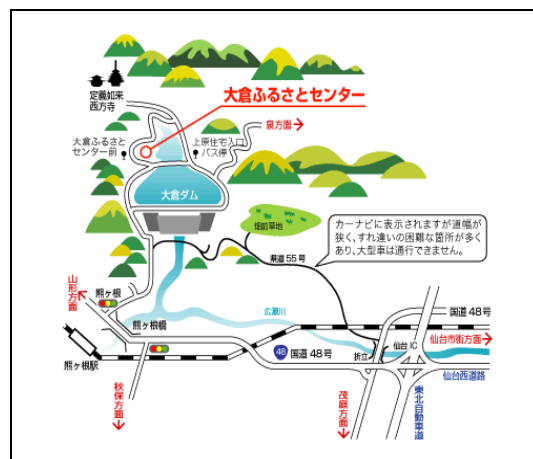 定義如来
西方寺
大倉ふるさとセンター
大倉ふるさと
センター前
上原住宅入口
バス停
泉方面
大倉ダム
畑前草地
カーナビに表示されますが道幅が
狭く、すれ違いの困難な箇所が多く
あり、大型車は通行できません。
県道55号
山形方面
熊ヶ根
熊ヶ根橋
広瀬川
国道48号
熊ヶ根駅
48
国道48号
折立
仙台IC
仙台市街方面
仙台西道路
秋保方面
茂庭方面
東北自動車道